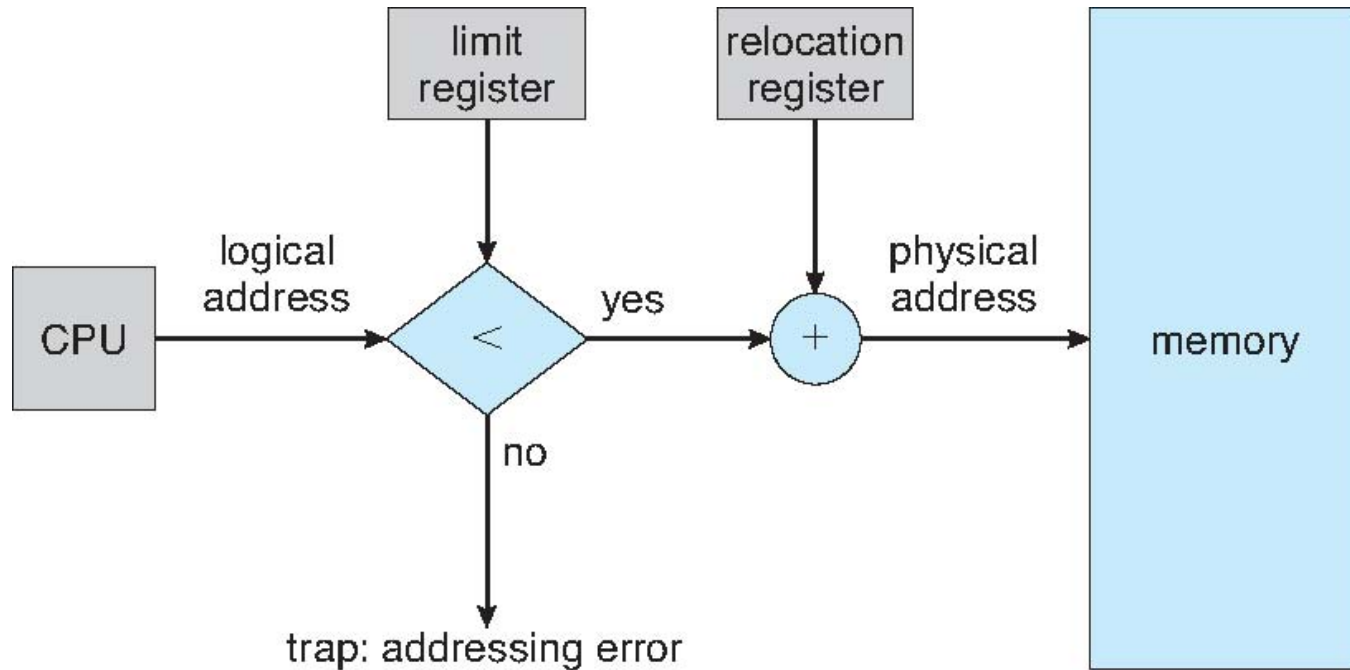 limit
register
relocation
register
logical
address
physical
address
CPU
<
yes
+
memory
no
trap: addressing error